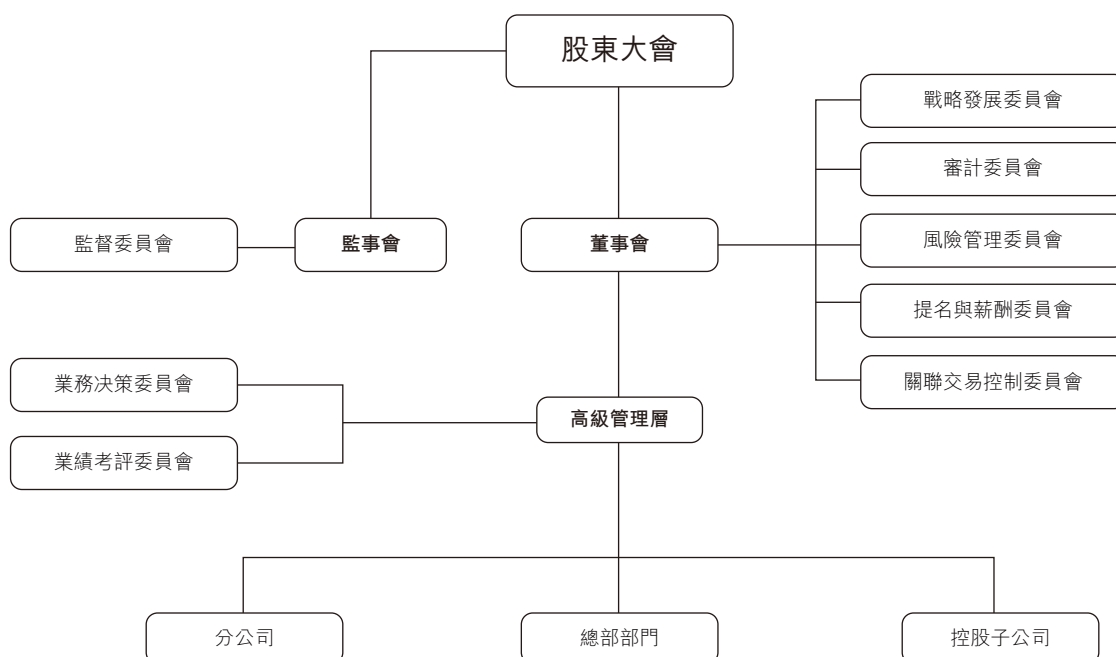 股東大會
戰略發展委員會
審計委員會
監督委員會
監事會
董事會
風險管理委員會
提名與薪酬委員會
業務決策委員會
關聯交易控制委員會
高級管理層
業績考評委員會
分公司
總部部門
控股子公司